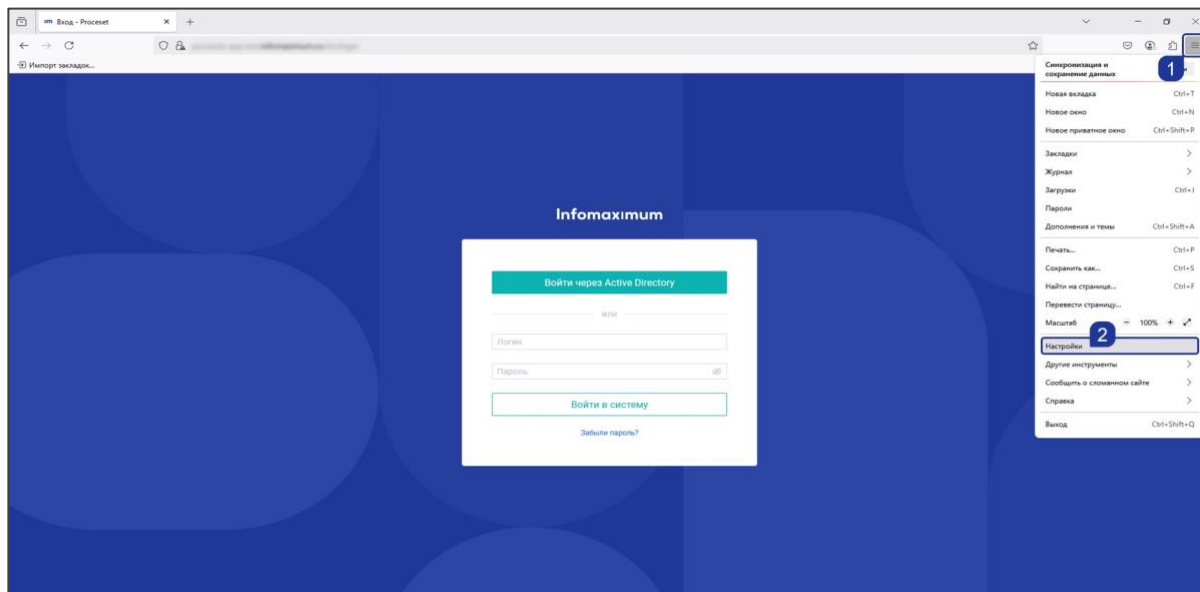 im Вход - Proceset
Импорт закладок...
1
Синхронизация и
сохранение данных
Новая вкладка Ctrl+T
Новое окно Ctrl+N
Новое приватное окно Ctrl+Shift+P
Закладки
Журнал
Загрузки Ctrl+J
Пароли
Дополнения и темы Ctrl+Shift+A
Печать... Ctrl+P
Сохранить как... Ctrl+S
Найти на странице... Ctrl+F
Перевести страницу...
Масштаб − 100% +
2
Настройки
Другие инструменты
Сообщить о сломанном сайте
Справка
Выход Ctrl+Shift+Q
Infomaximum
Войти через Active Directory
или
Логин
Пароль
Войти в систему
Забыли пароль?